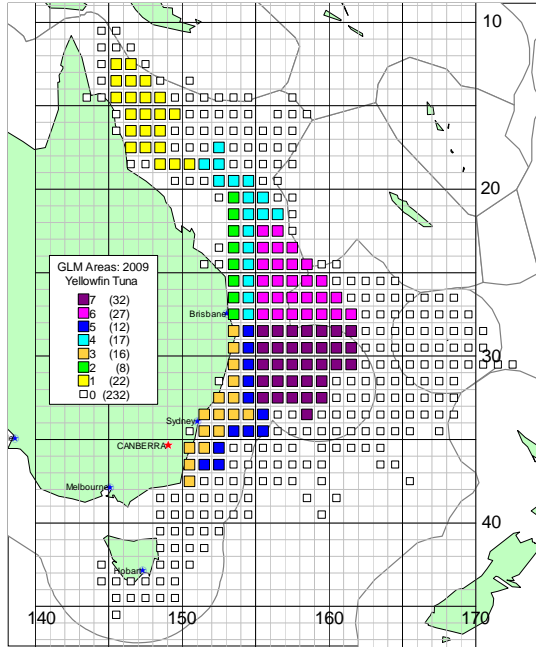 10
20
GLM Areas: 2009
Yellowfin Tuna
7 (32)
6 (27)
5 (12)
4 (17)
3 (16)
2 (8)
1 (22)
0 (232)
Brisbane
30
Sydney
CANBERRA
e
Melbourne
40
Hobart
140 150 160 170